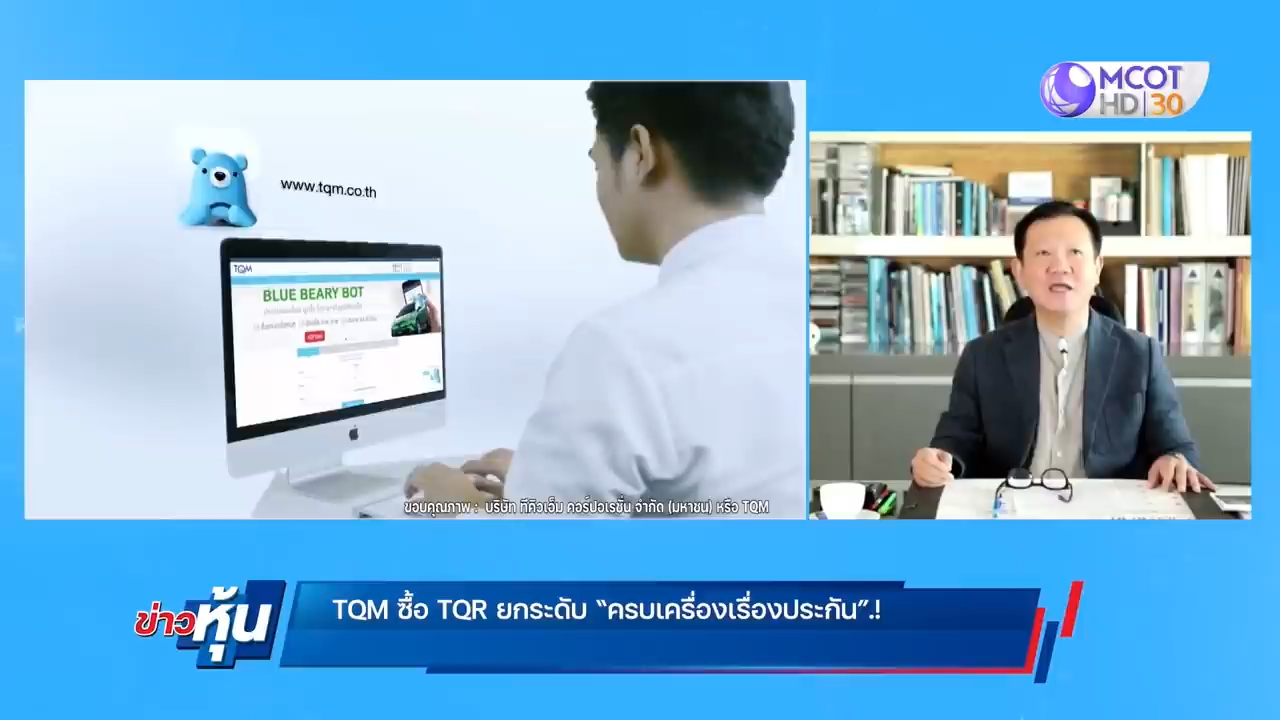 MCOT
HD 30
www.tqm.co.th
TQM
BLUE BEARY BOT
ขอบคุณภาพ : บริษัท ทีคิวเอ็ม คอร์ปอเรชั่น จำกัด (มหาชน) หรือ TQM
ข่าวหุ้น
TQM ซื้อ TQR ยกระดับ “ครบเครื่องเรื่องประกัน”.!